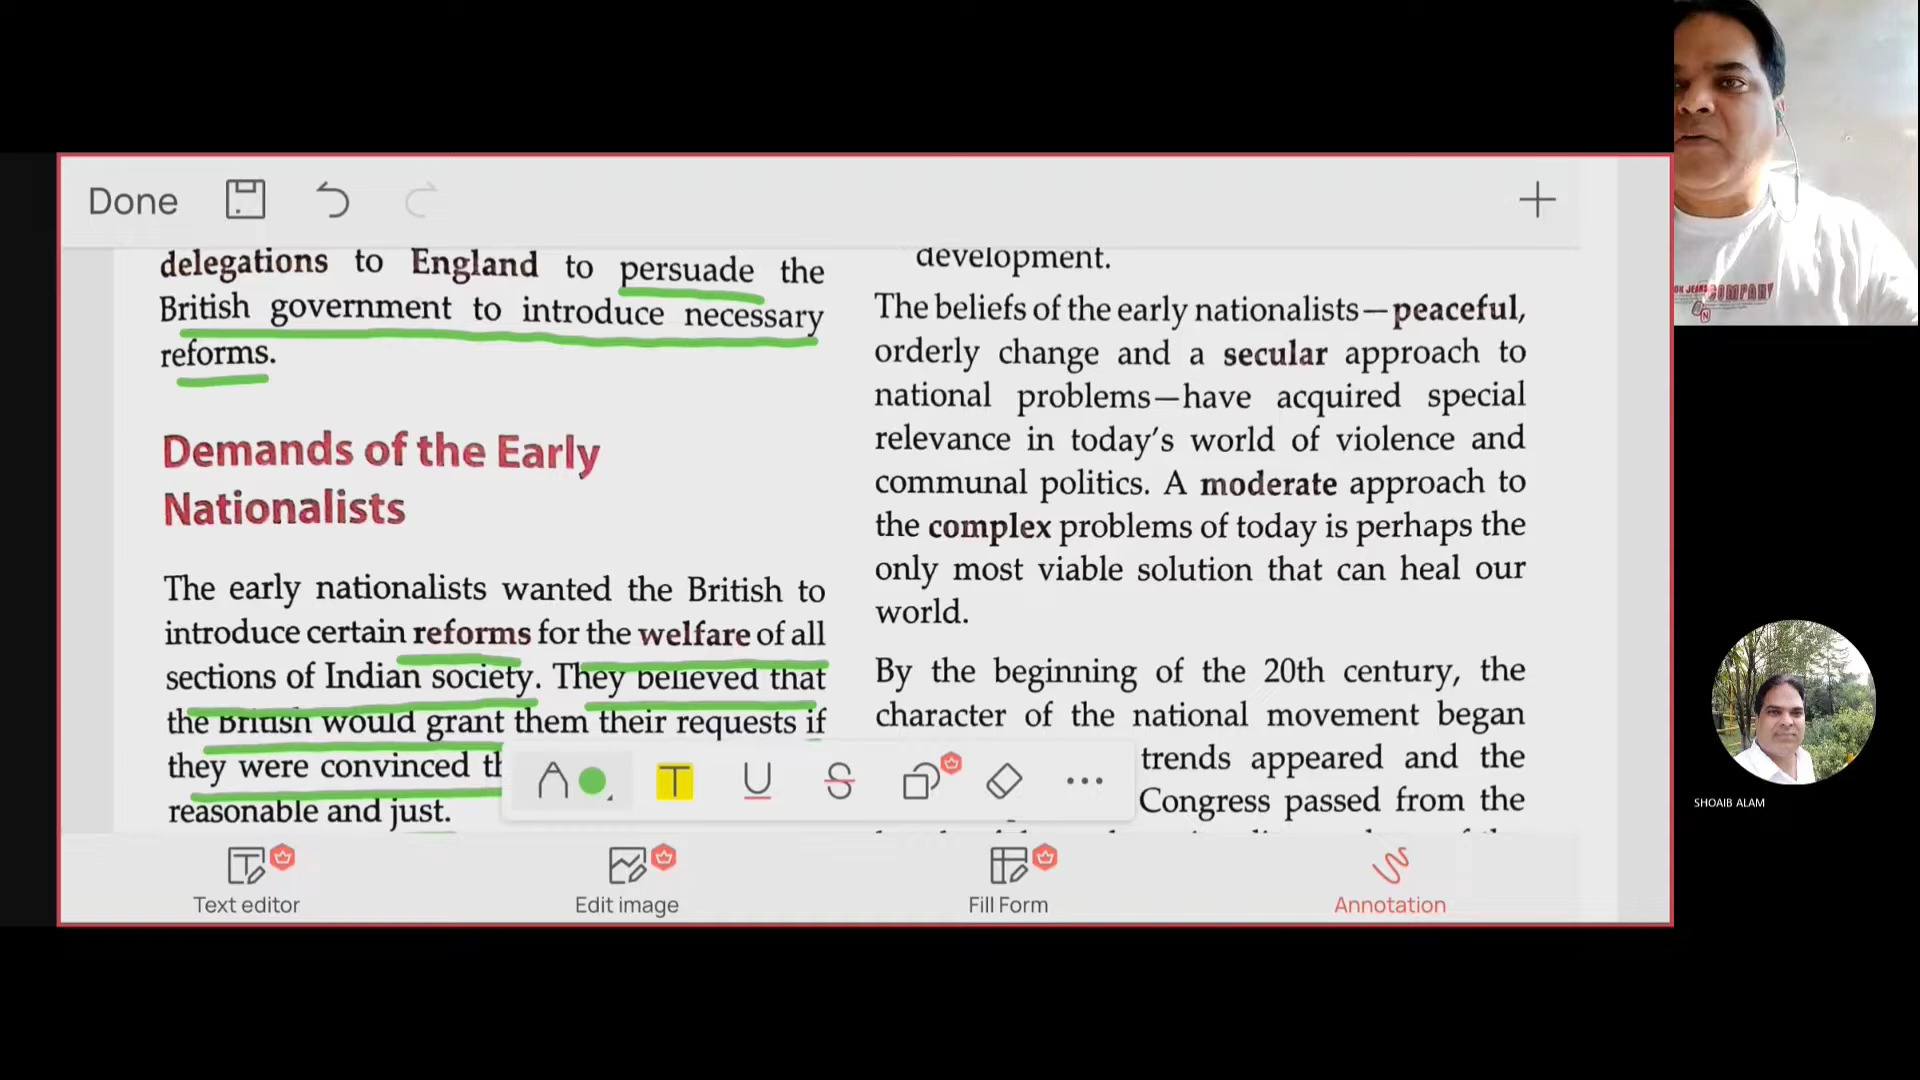 Done
delegations to England to persuade the
British government to introduce necessary
reforms.
Demands of the Early
Nationalists
The early nationalists wanted the British to
introduce certain reforms for the welfare of all
sections of Indian society. They believed that
the British would grant them their requests if
they were convinced
reasonable and just.
development.
The beliefs of the early nationalists—peaceful,
orderly change and a secular approach to
national problems—have acquired special
relevance in today's world of violence and
communal politics. A moderate approach to
the complex problems of today is perhaps the
only most viable solution that can heal our
world.
By the beginning of the 20th century, the
character of the national movement began
trends appeared and the
Congress passed from the
Text editor
Edit image
Fill Form
Annotation
COMPANY
SHOAIB ALAM